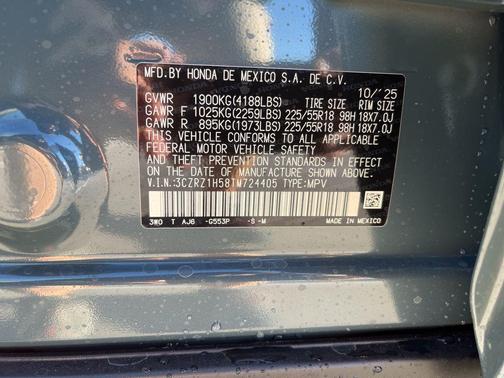 MFD.BY HONDA DE MEXICO S.A. DE C.V. 10/'25
GVWR 1900KG(4188LBS) TIRE SIZE RIM SIZE
GAWR F 1025KG(2259LBS) 225/55R18 98H 18X7.0J
GAWR R 895KG(1973LBS) 225/55R18 98H 18X7.0J
THIS VEHICLE CONFORMS TO ALL APPLICABLE
FEDERAL MOTOR VEHICLE SAFETY
AND THEFT PREVENTION STANDARDS IN EFFECT
ON THE DATE OF MANUFACTURE SHOWN ABOVE.
V.I.N.:3CZRZ1H58TM724405 TYPE:MPV
3W0 T AJ6 -G553P -S -M MADE IN MEXICO